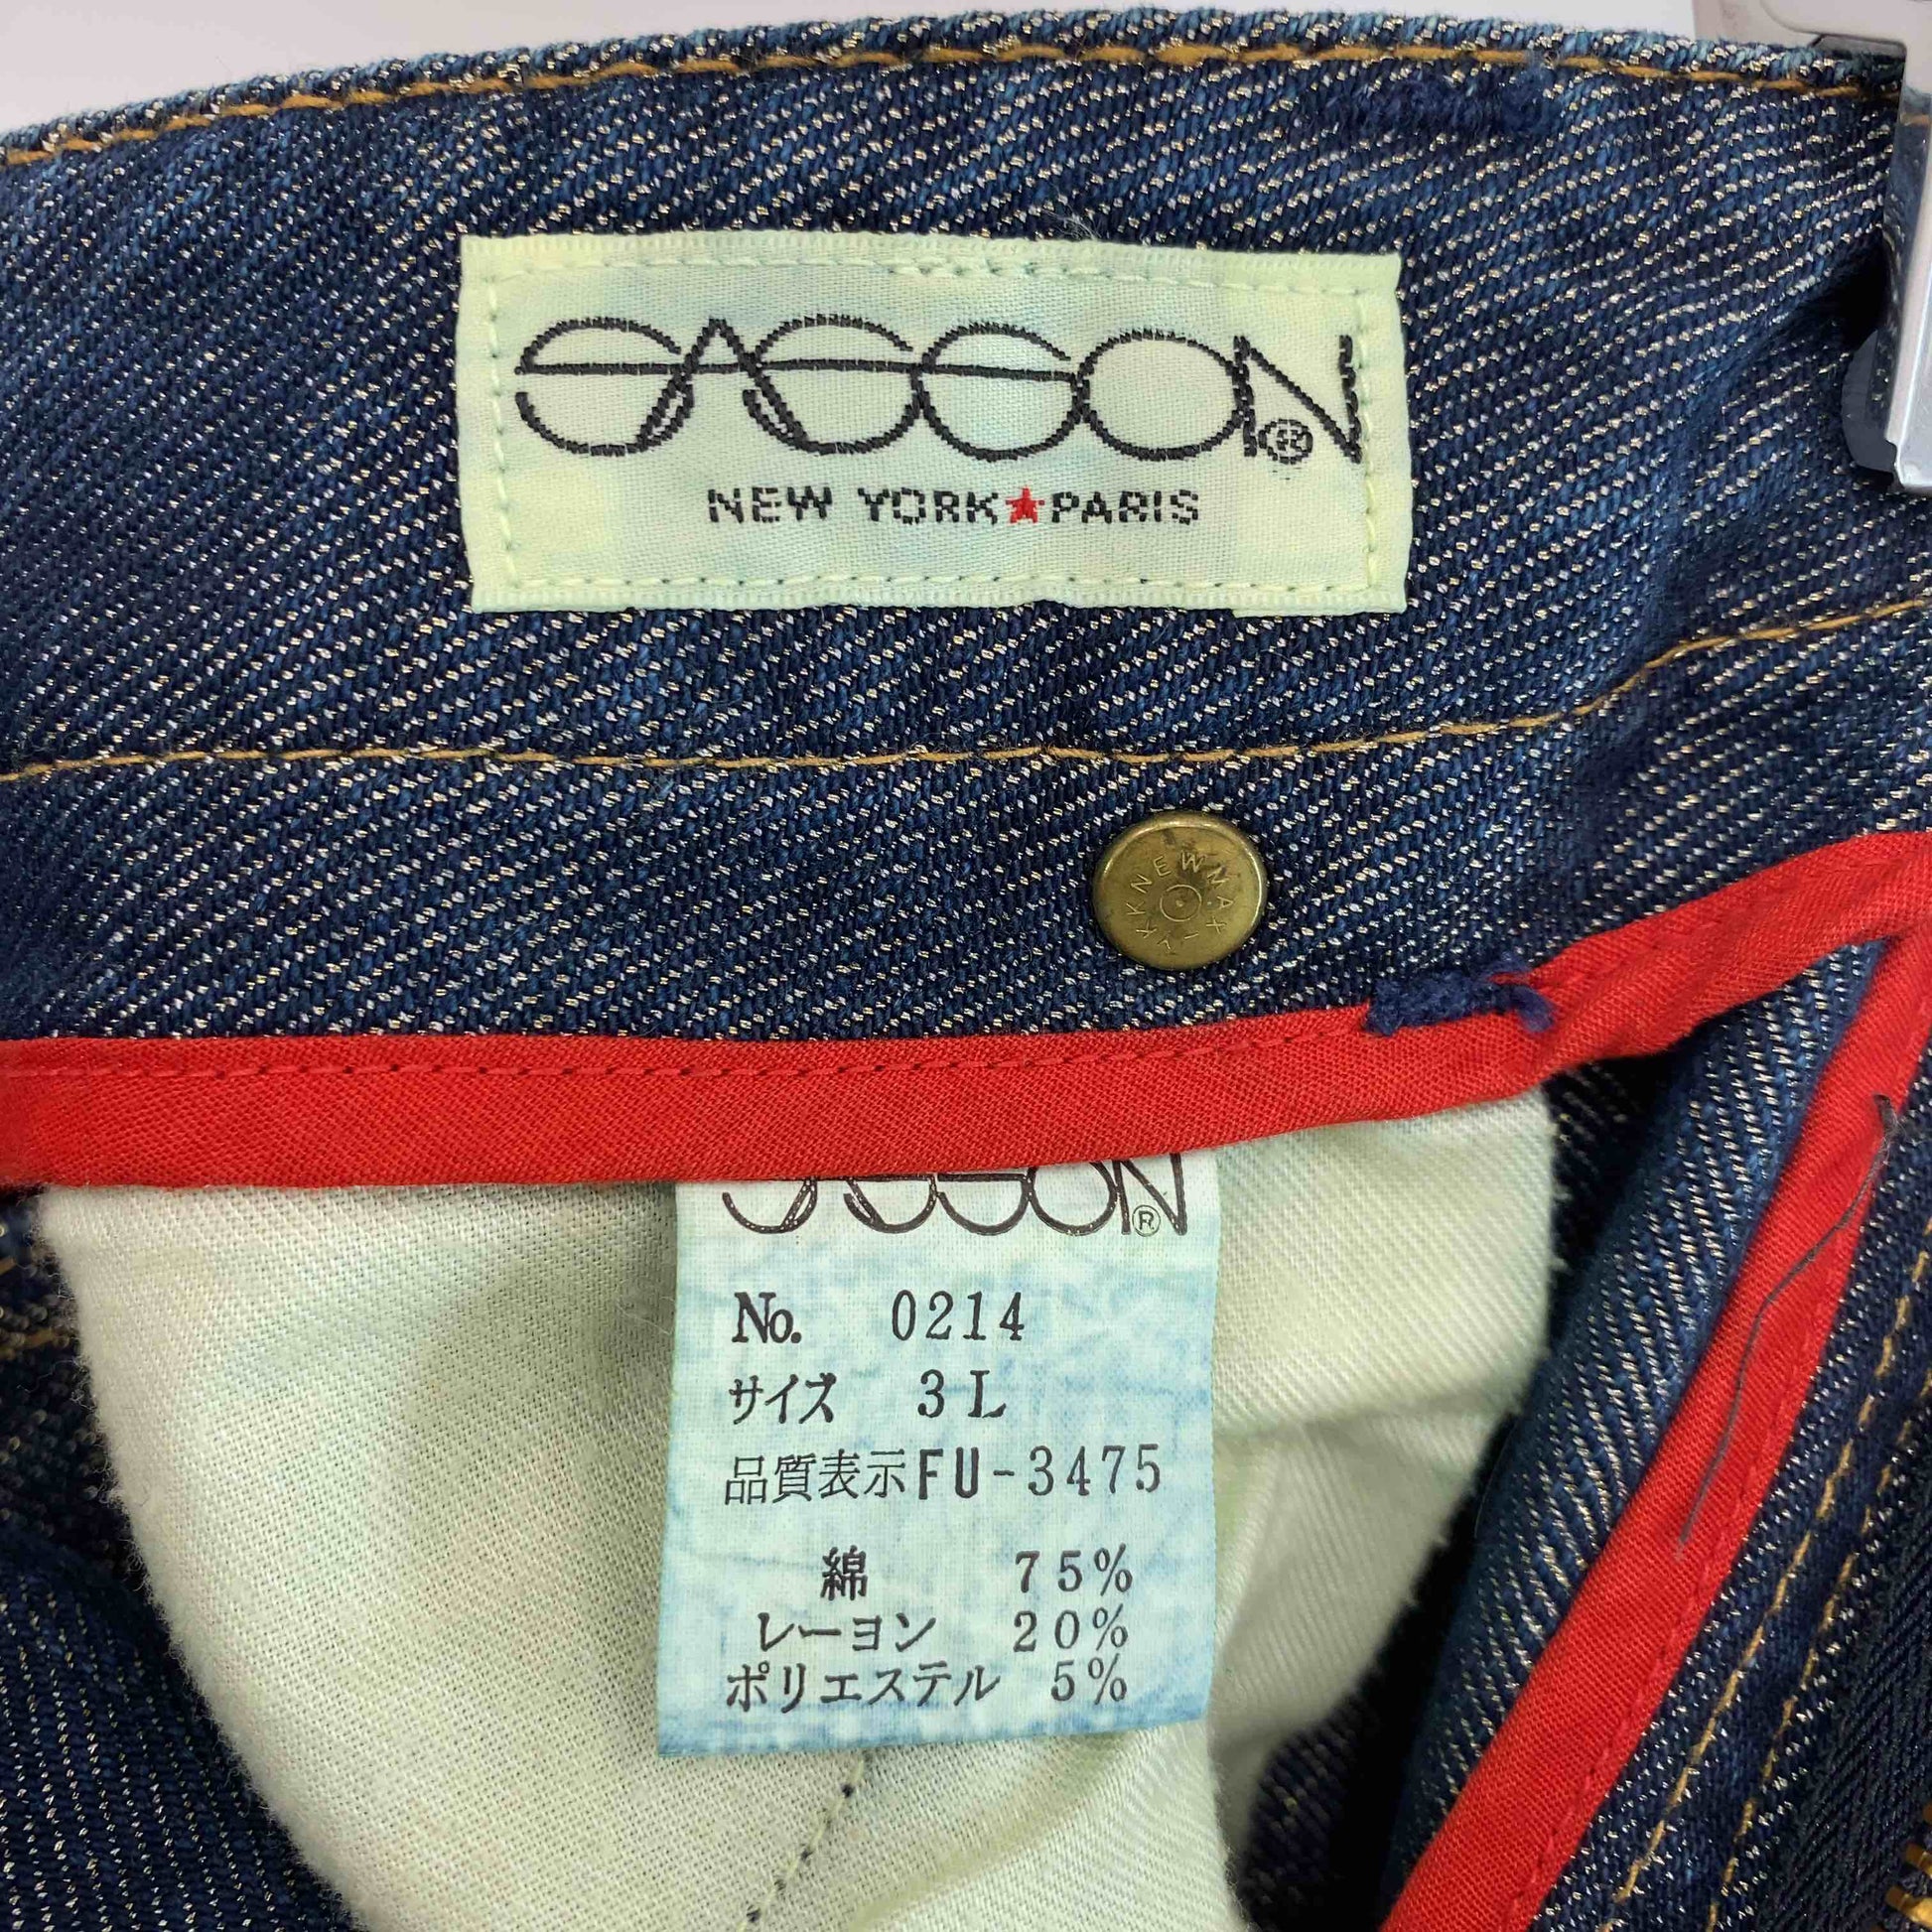 SASSON®
NEW YORK★PARIS
NEWMAX-YKK
SASSON®
No. 0214
サイズ 3L
品質表示FU-3475
綿 75%
レーヨン 20%
ポリエステル 5%